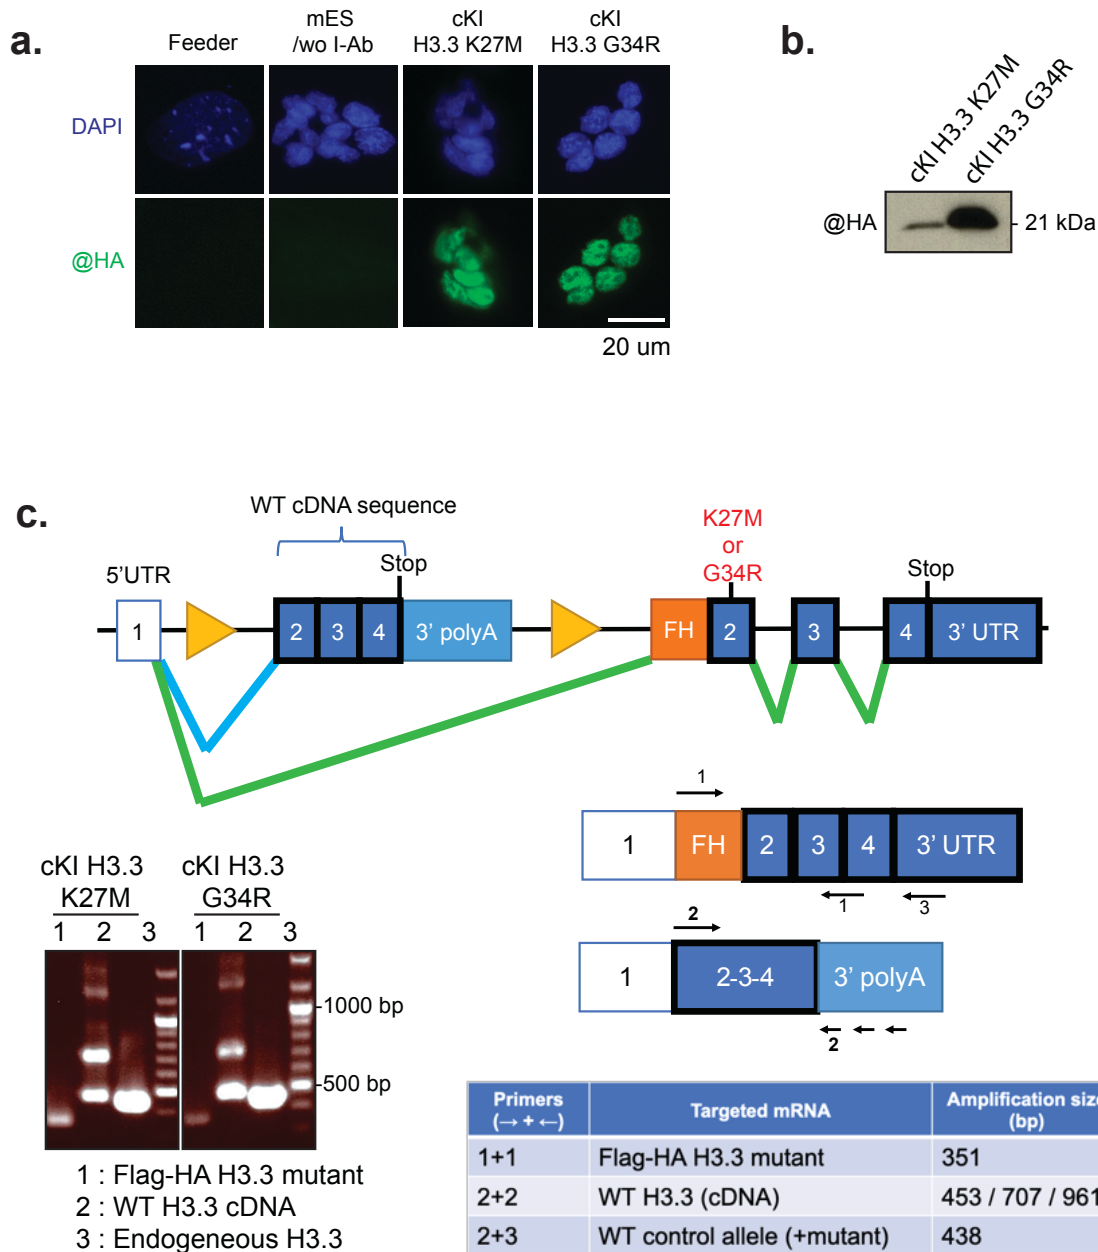 a.
Feeder
mES
/wo I-Ab
cKI
H3.3 K27M
cKI
H3.3 G34R
DAPI
@HA
20 um
b.
cKI H3.3 K27M
cKI H3.3 G34R
@HA
- 21 kDa
c.
WT cDNA sequence
Stop
5'UTR
K27M
or
G34R
Stop
1
2
3
4
3' polyA
FH
2
3
4
3' UTR
1
1
FH
2
3
4
3' UTR
1
3
2
1
2-3-4
3' polyA
2
cKI H3.3
K27M
cKI H3.3
G34R
1 2 3
1 2 3
-1000 bp
-500 bp
1 : Flag-HA H3.3 mutant
2 : WT H3.3 cDNA
3 : Endogeneous H3.3
Primers
(→ + ←)
Targeted mRNA
Amplification size
(bp)
1+1 Flag-HA H3.3 mutant 351
2+2 WT H3.3 (cDNA) 453 / 707 / 961
2+3 WT control allele (+mutant) 438